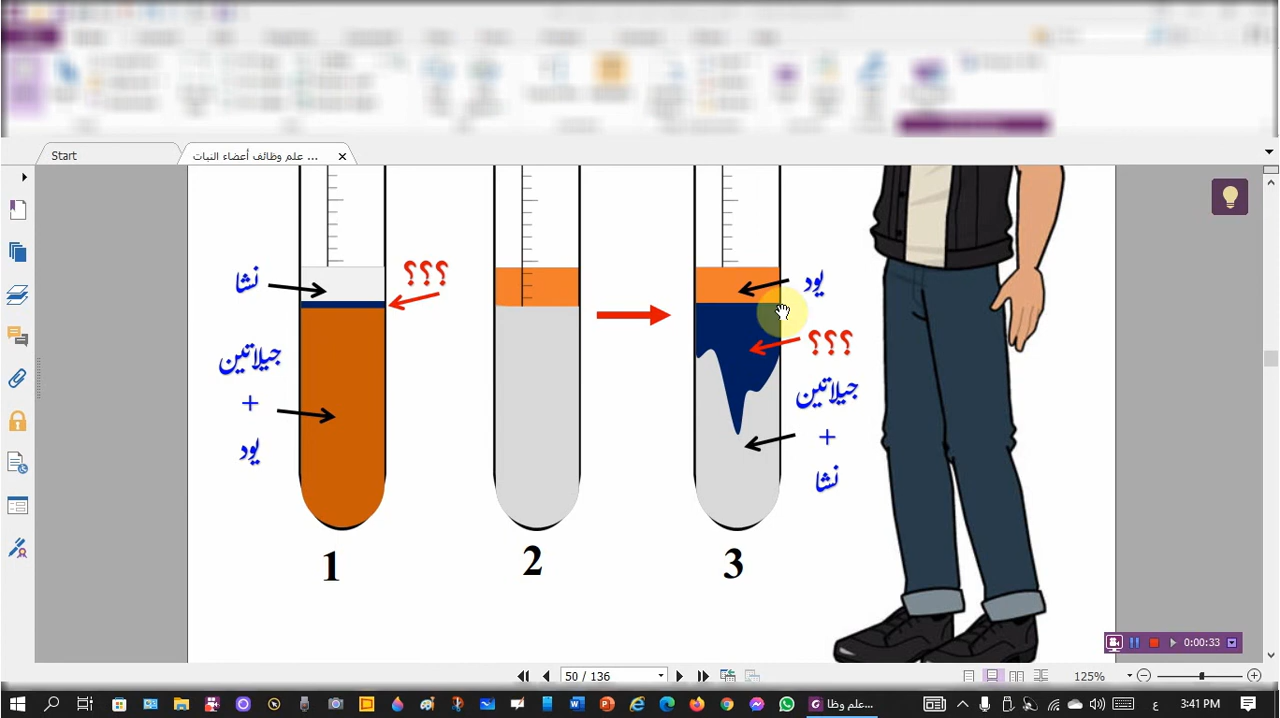 Start
علم وظائف أعضاء النبات ...
نشا
؟؟؟
جيلاتين
+
يود
يود
؟؟؟
جيلاتين
+
نشا
1
2
3
0:00:33
50 / 136
125%
علم وظا...
ع
3:41 PM